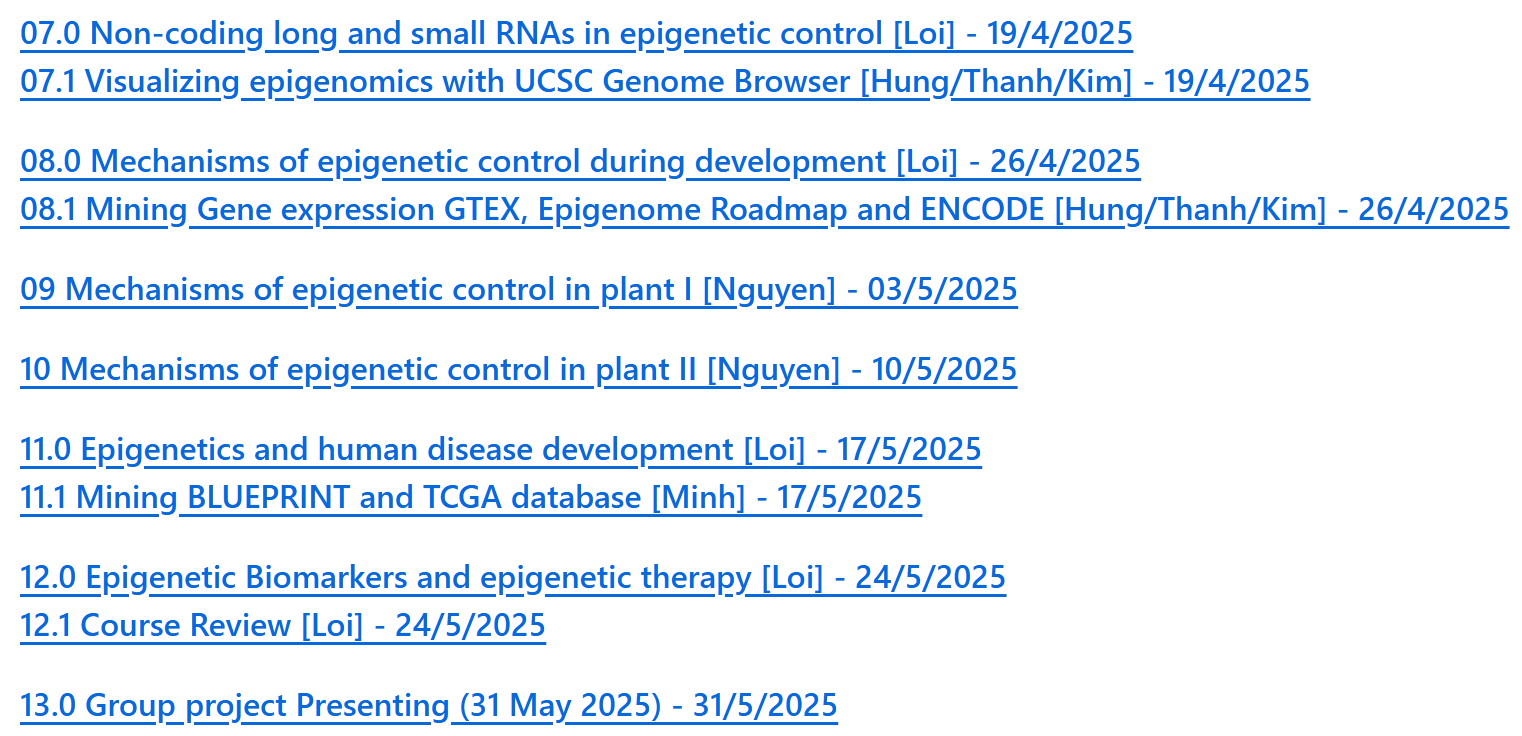 07.0 Non-coding long and small RNAs in epigenetic control [Loi] - 19/4/2025
07.1 Visualizing epigenomics with UCSC Genome Browser [Hung/Thanh/Kim] - 19/4/2025
08.0 Mechanisms of epigenetic control during development [Loi] - 26/4/2025
08.1 Mining Gene expression GTEX, Epigenome Roadmap and ENCODE [Hung/Thanh/Kim] - 26/4/2025
09 Mechanisms of epigenetic control in plant I [Nguyen] - 03/5/2025
10 Mechanisms of epigenetic control in plant II [Nguyen] - 10/5/2025
11.0 Epigenetics and human disease development [Loi] - 17/5/2025
11.1 Mining BLUEPRINT and TCGA database [Minh] - 17/5/2025
12.0 Epigenetic Biomarkers and epigenetic therapy [Loi] - 24/5/2025
12.1 Course Review [Loi] - 24/5/2025
13.0 Group project Presenting (31 May 2025) - 31/5/2025